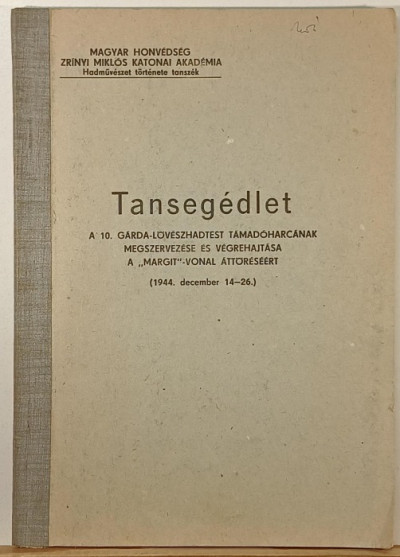 MAGYAR HONVÉDSÉG
ZRÍNYI MIKLÓS KATONAI AKADÉMIA
Hadművészet története tanszék
Tansegédlet
A 10. GÁRDA-LÖVÉSZHADTEST TÁMADÓHARCÁNAK
MEGSZERVEZÉSE ÉS VÉGREHAJTÁSA
A „MARGIT"-VONAL ÁTTÖRÉSÉÉRT
(1944. december 14—26.)